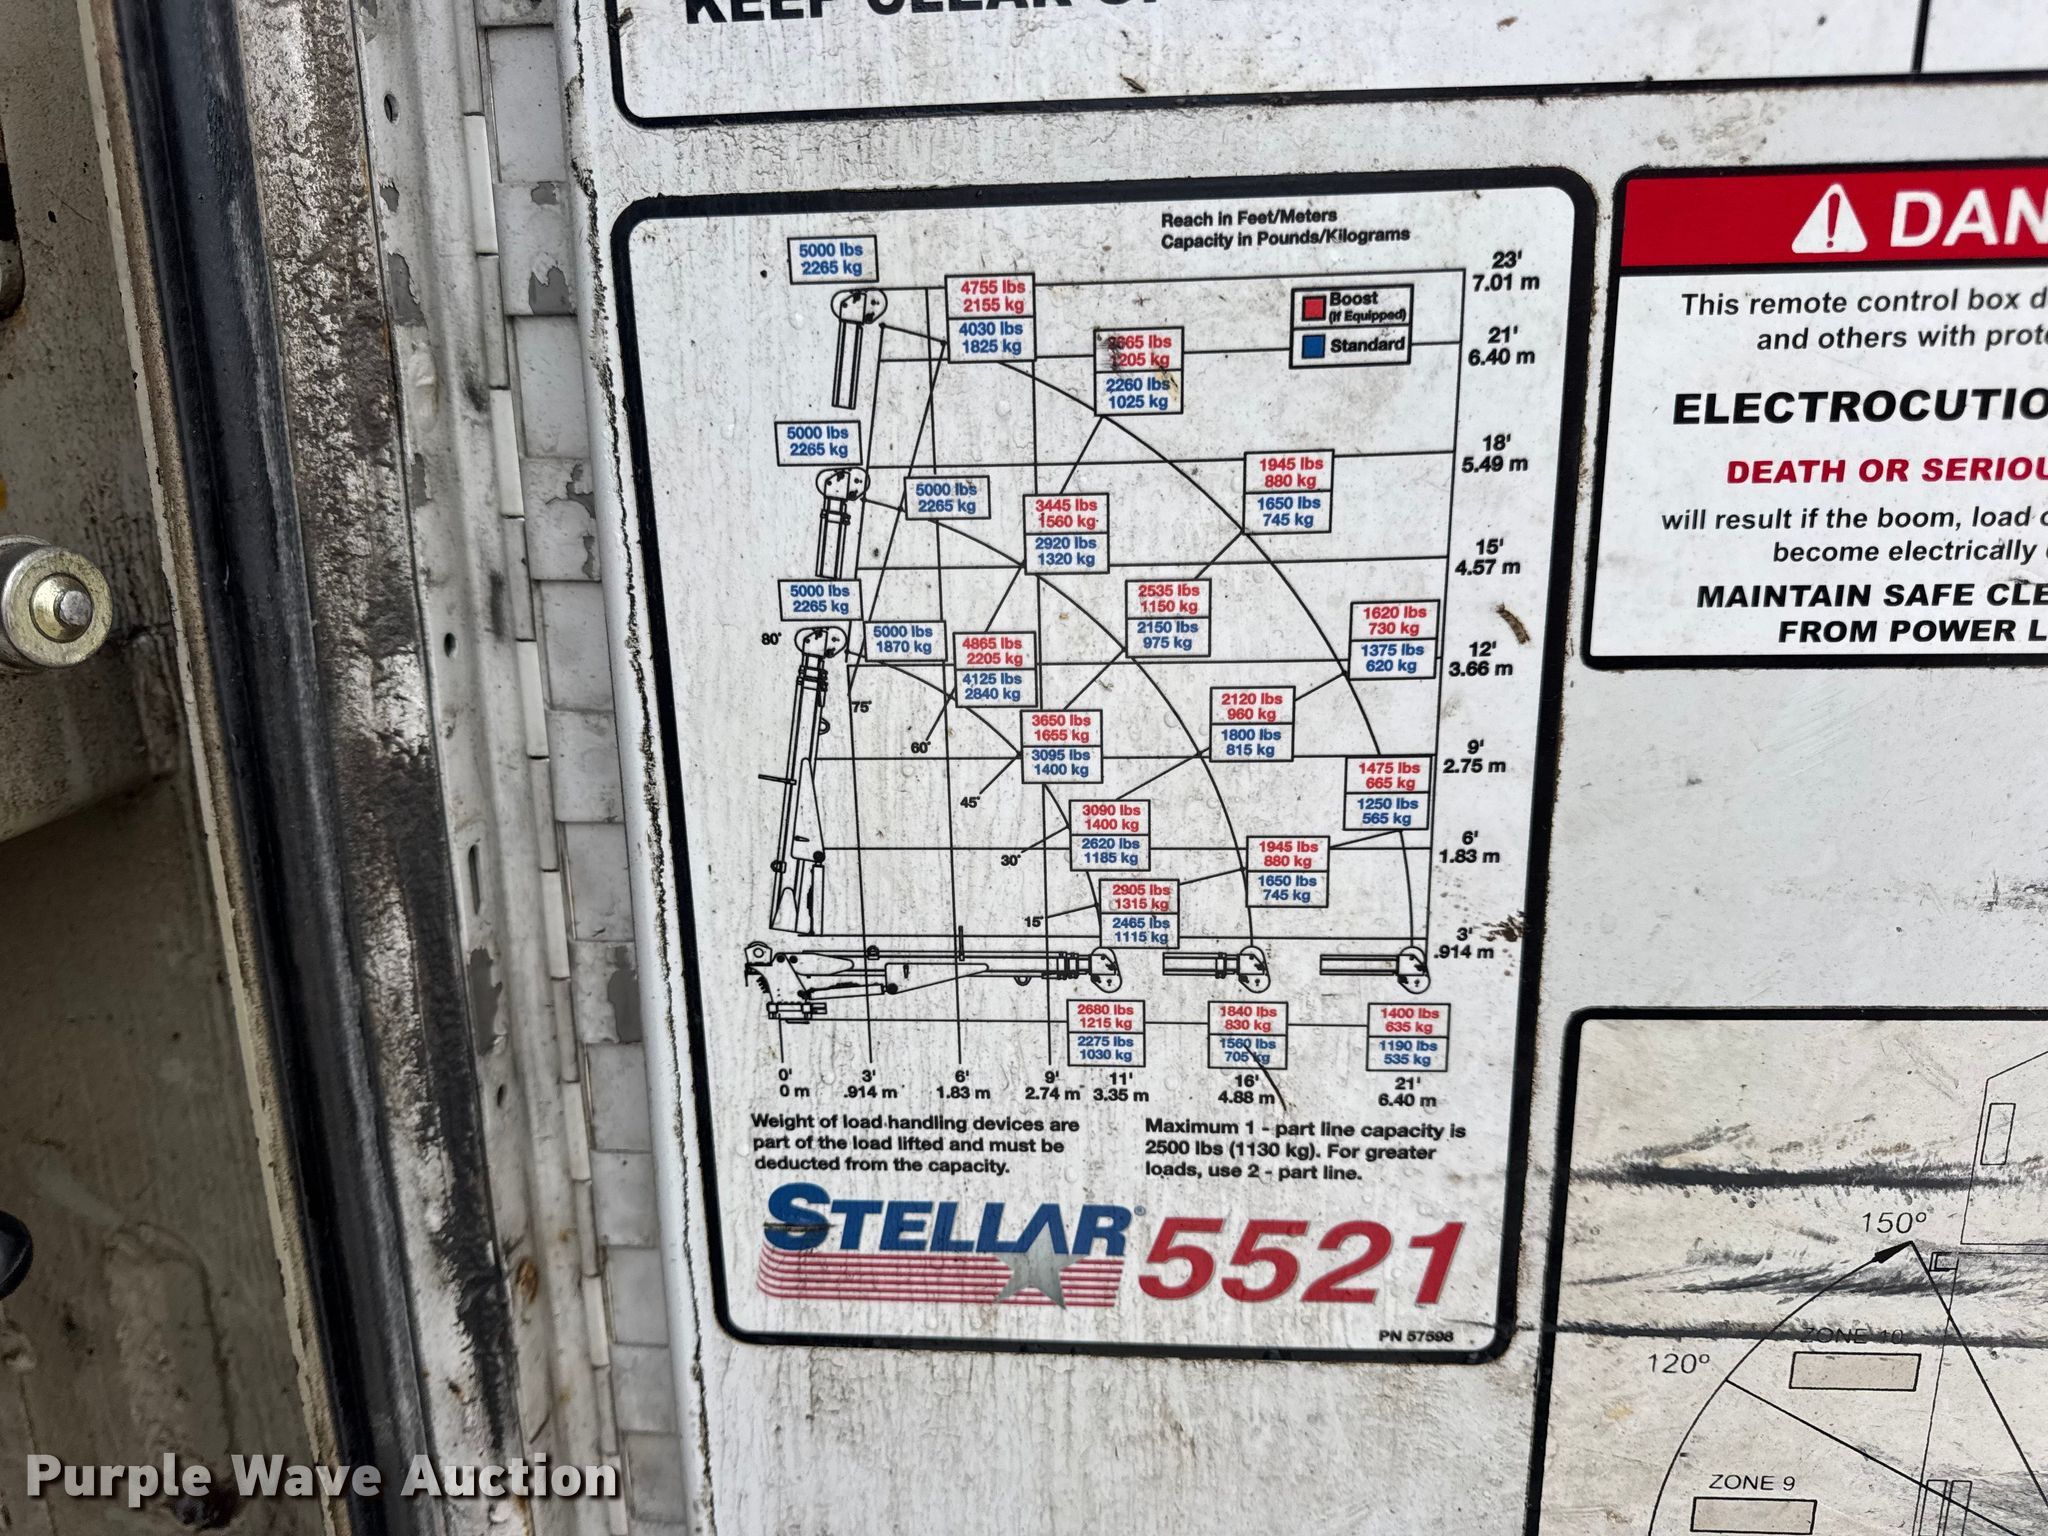 KEEP CLEAR OF
Reach in Feet/Meters
Capacity in Pounds/Kilograms
5000 lbs
2265 kg
23'
7.01 m
4755 lbs
2155 kg
4030 lbs
1825 kg
Boost
(If Equipped)
Standard
21'
6.40 m
2665 lbs
1205 kg
2260 lbs
1025 kg
5000 lbs
2265 kg
18'
5.49 m
1945 lbs
880 kg
1650 lbs
745 kg
5000 lbs
2265 kg
3445 lbs
1560 kg
2920 lbs
1320 kg
15'
4.57 m
5000 lbs
2265 kg
2535 lbs
1150 kg
2150 lbs
975 kg
1620 lbs
730 kg
1375 lbs
620 kg
80°
5000 lbs
1870 kg
4865 lbs
2205 kg
4125 lbs
2840 kg
12'
3.66 m
75°
60°
3650 lbs
1655 kg
3095 lbs
1400 kg
2120 lbs
960 kg
1800 lbs
815 kg
9'
2.75 m
45°
1475 lbs
665 kg
1250 lbs
565 kg
3090 lbs
1400 kg
2620 lbs
1185 kg
30°
1945 lbs
880 kg
1650 lbs
745 kg
6'
1.83 m
15°
2905 lbs
1315 kg
2465 lbs
1115 kg
3'
.914 m
2680 lbs
1215 kg
2275 lbs
1030 kg
1840 lbs
830 kg
1560 lbs
705 kg
1400 lbs
635 kg
1190 lbs
535 kg
0' 3' 6' 9' 11' 16' 21'
0 m .914 m 1.83 m 2.74 m 3.35 m 4.88 m 6.40 m
Weight of load handling devices are
part of the load lifted and must be
deducted from the capacity.
Maximum 1 - part line capacity is
2500 lbs (1130 kg). For greater
loads, use 2 - part line.
STELLAR® 5521
PN 57598
DAN
This remote control box d
and others with prot
ELECTROCUTIO
DEATH OR SERIOU
will result if the boom, load
become electrically
MAINTAIN SAFE CLE
FROM POWER L
150°
ZONE 10
120°
ZONE 9
Purple Wave Auction